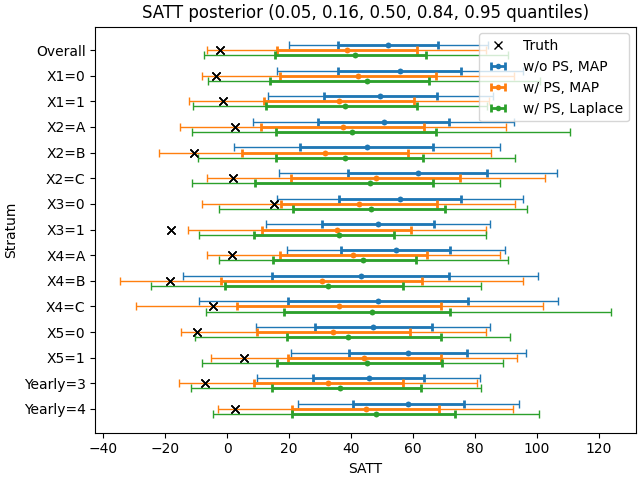 SATT posterior (0.05, 0.16, 0.50, 0.84, 0.95 quantiles)
Truth
w/o PS, MAP
w/ PS, MAP
w/ PS, Laplace
Stratum
Overall
X1=0
X1=1
X2=A
X2=B
X2=C
X3=0
X3=1
X4=A
X4=B
X4=C
X5=0
X5=1
Yearly=3
Yearly=4
−40 −20 0 20 40 60 80 100 120
SATT